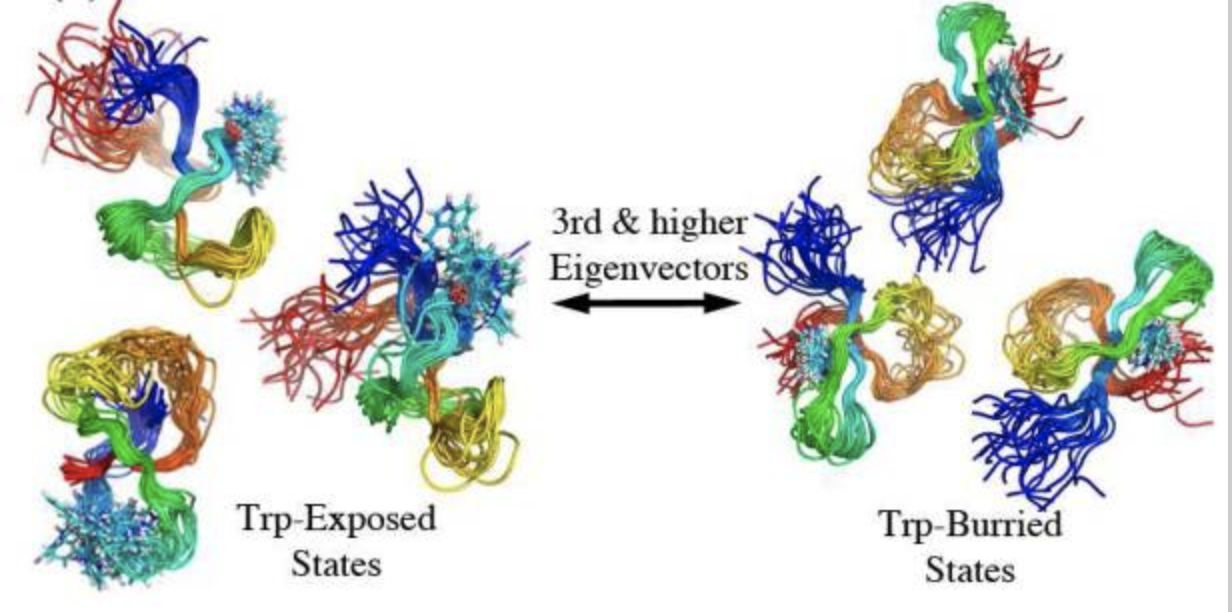 3rd & higher
Eigenvectors
Trp-Exposed
States
Trp-Burried
States